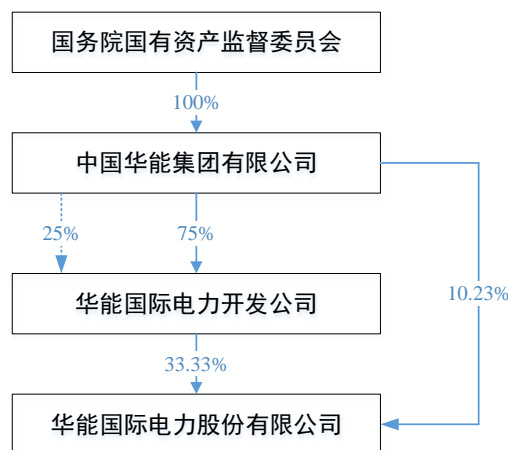 国务院国有资产监督委员会
100%
中国华能集团有限公司
25%
75%
华能国际电力开发公司
10.23%
33.33%
华能国际电力股份有限公司